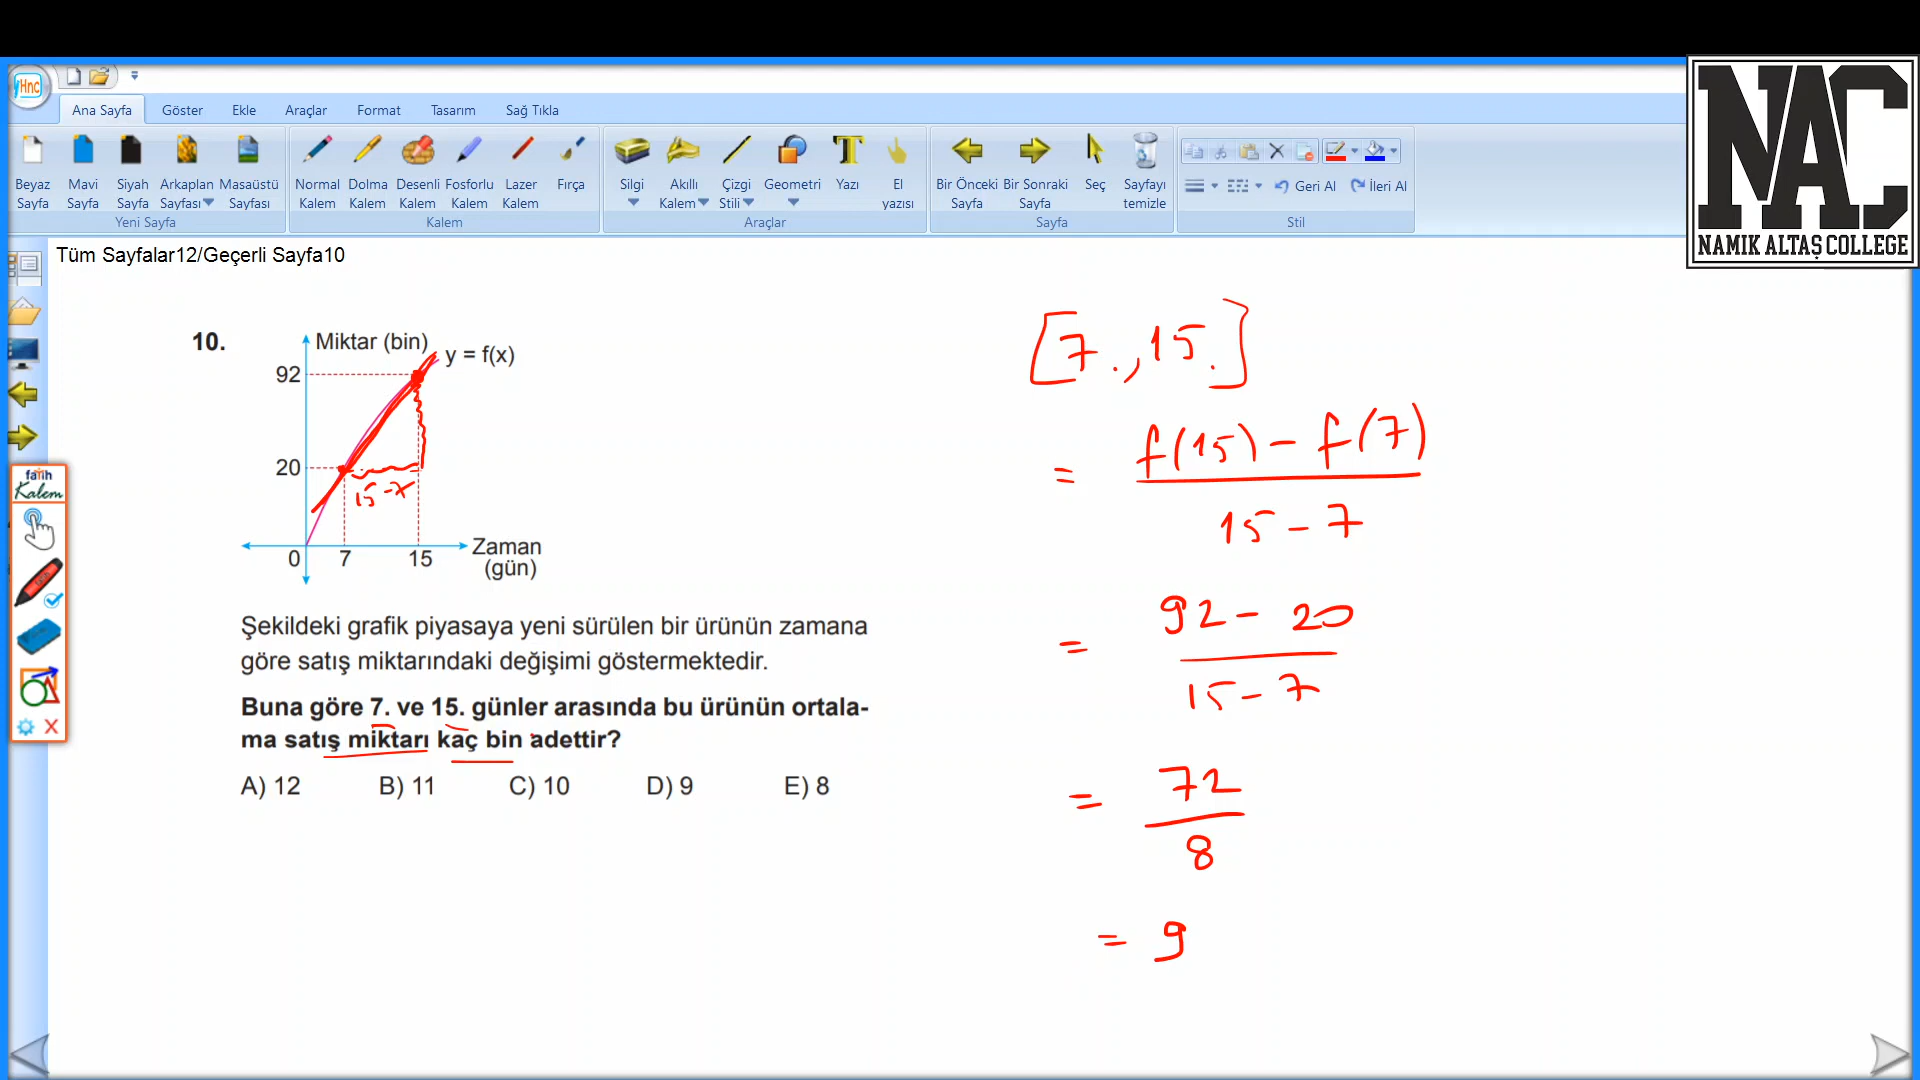 Hnc
Ana Sayfa Göster Ekle Araçlar Format Tasarım Sağ Tıkla
Beyaz Sayfa
Mavi Sayfa
Siyah Sayfa
Arkaplan Sayfası
Masaüstü Sayfası
Yeni Sayfa
Normal Kalem
Dolma Kalem
Desenli Kalem
Fosforlu Kalem
Lazer Kalem
Fırça
Kalem
Silgi
Akıllı Kalem
Çizgi Stili
Geometri
Yazı
El yazısı
Araçlar
Bir Önceki Sayfa
Bir Sonraki Sayfa
Seç
Sayfayı temizle
Sayfa
Geri Al
İleri Al
Stil
NAC
NAMIK ALTAŞ COLLEGE
Tüm Sayfalar12/Geçerli Sayfa10
fatih
Kalem
10.
Miktar (bin)
y = f(x)
92
20
15-7
0 7 15
Zaman
(gün)
Şekildeki grafik piyasaya yeni sürülen bir ürünün zamana
göre satış miktarındaki değişimi göstermektedir.
Buna göre 7. ve 15. günler arasında bu ürünün ortala-
ma satış miktarı kaç bin adettir?
A) 12 B) 11 C) 10 D) 9 E) 8
[7., 15.]
= f(15) - f(7)
15 - 7
= 92 - 20
15 - 7
= 72
8
= 9